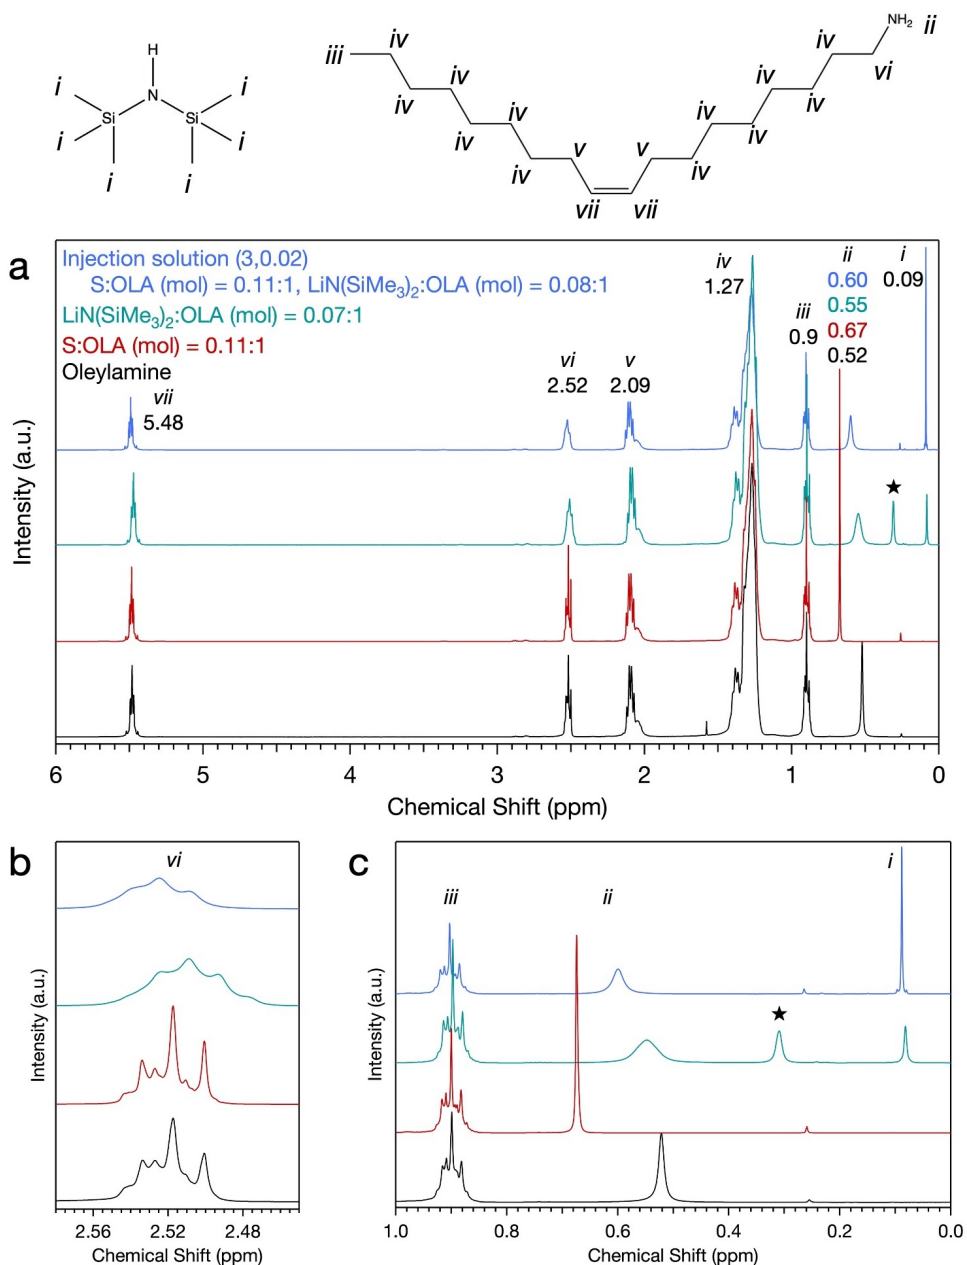 H
N
Si
Si
i
i
i
i
i
i
NH₂
ii
iii
iv
iv
iv
iv
iv
iv
iv
v
v
iv
iv
iv
iv
iv
iv
vi
vii
vii
a
Injection solution (3,0.02)
S:OLA (mol) = 0.11:1, LiN(SiMe₃)₂:OLA (mol) = 0.08:1
LiN(SiMe₃)₂:OLA (mol) = 0.07:1
S:OLA (mol) = 0.11:1
Oleylamine
vii
5.48
vi
2.52
v
2.09
iv
1.27
iii
0.9
ii
0.60
0.55
0.67
0.52
i
0.09
★
Intensity (a.u.)
6 5 4 3 2 1 0
Chemical Shift (ppm)
b
vi
Intensity (a.u.)
2.56 2.52 2.48
Chemical Shift (ppm)
c
iii
ii
i
★
Intensity (a.u.)
1.0 0.8 0.6 0.4 0.2 0.0
Chemical Shift (ppm)